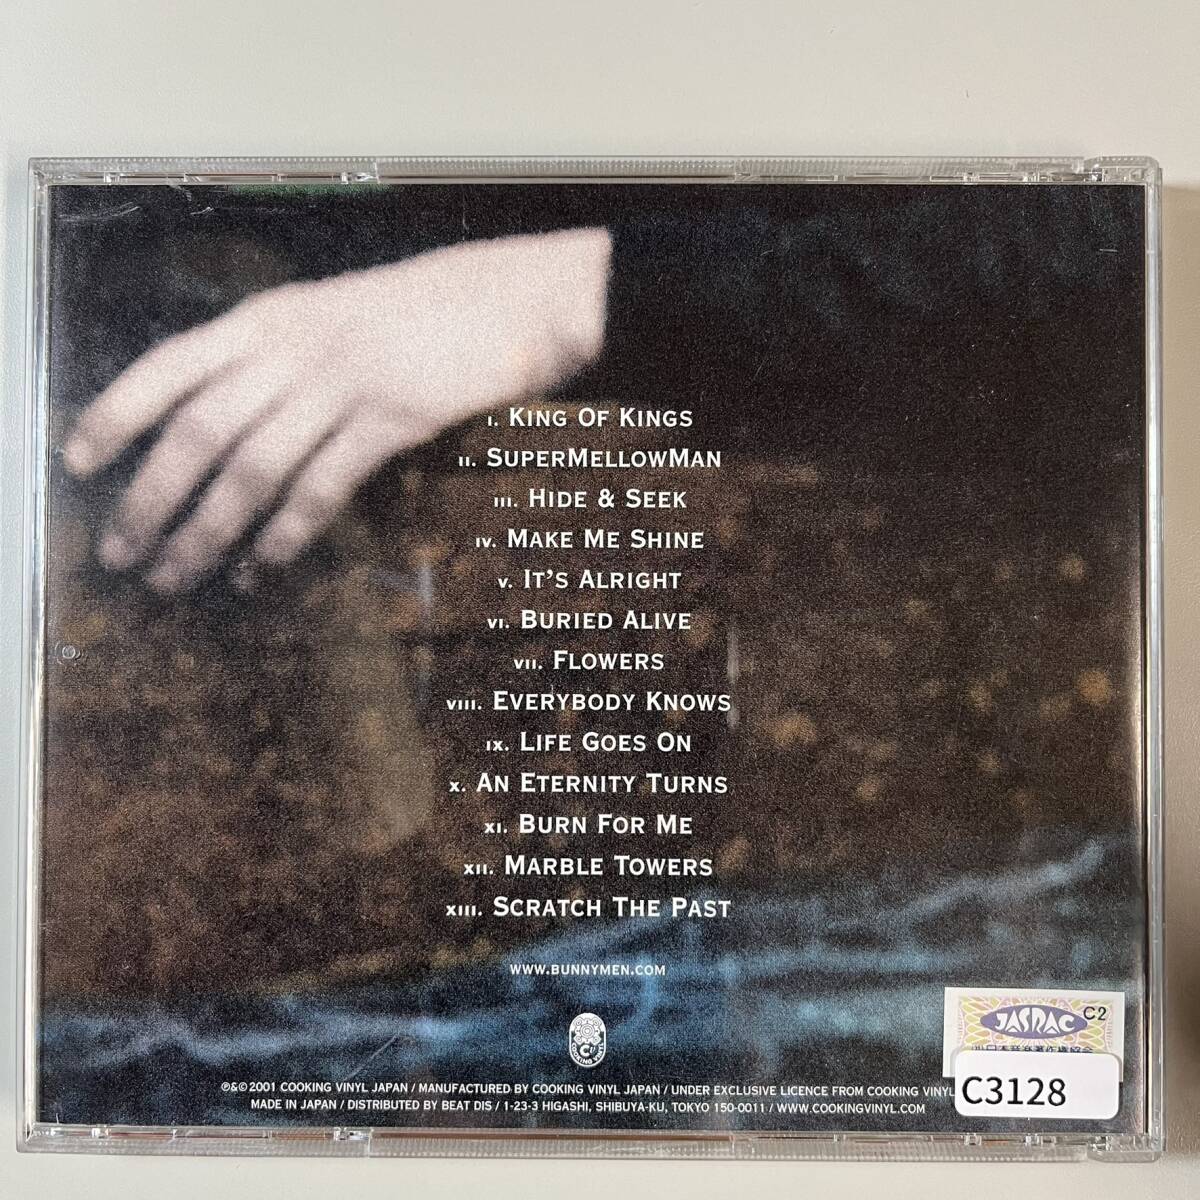 I. KING OF KINGS
II. SUPERMELLOWMAN
III. HIDE & SEEK
IV. MAKE ME SHINE
V. IT'S ALRIGHT
VI. BURIED ALIVE
VII. FLOWERS
VIII. EVERYBODY KNOWS
IX. LIFE GOES ON
X. AN ETERNITY TURNS
XI. BURN FOR ME
XII. MARBLE TOWERS
XIII. SCRATCH THE PAST
WWW.BUNNYMEN.COM
COOKING VINYL
JASRAC C2
C3128
℗&© 2001 COOKING VINYL JAPAN / MANUFACTURED BY COOKING VINYL JAPAN / UNDER EXCLUSIVE LICENCE FROM COOKING VINYL
MADE IN JAPAN / DISTRIBUTED BY BEAT DIS / 1-23-3 HIGASHI, SHIBUYA-KU, TOKYO 150-0011 / WWW.COOKINGVINYL.COM